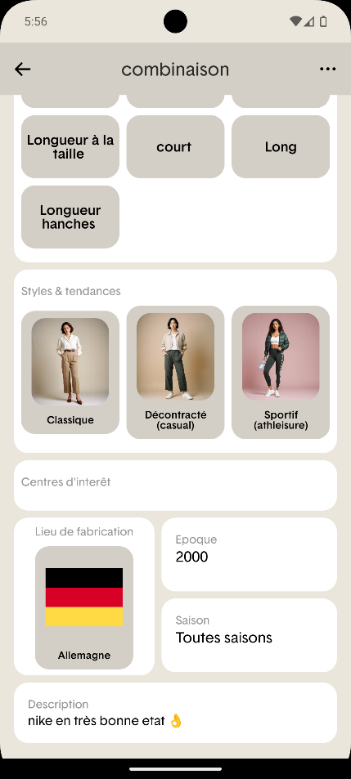 5:56
combinaison
Longueur à la
taille
court
Long
Longueur
hanches
Styles & tendances
Classique
Décontracté
(casual)
Sportif
(athleisure)
Centres d'interêt
Lieu de fabrication
Allemagne
Epoque
2000
Saison
Toutes saisons
Description
nike en très bonne etat 👌